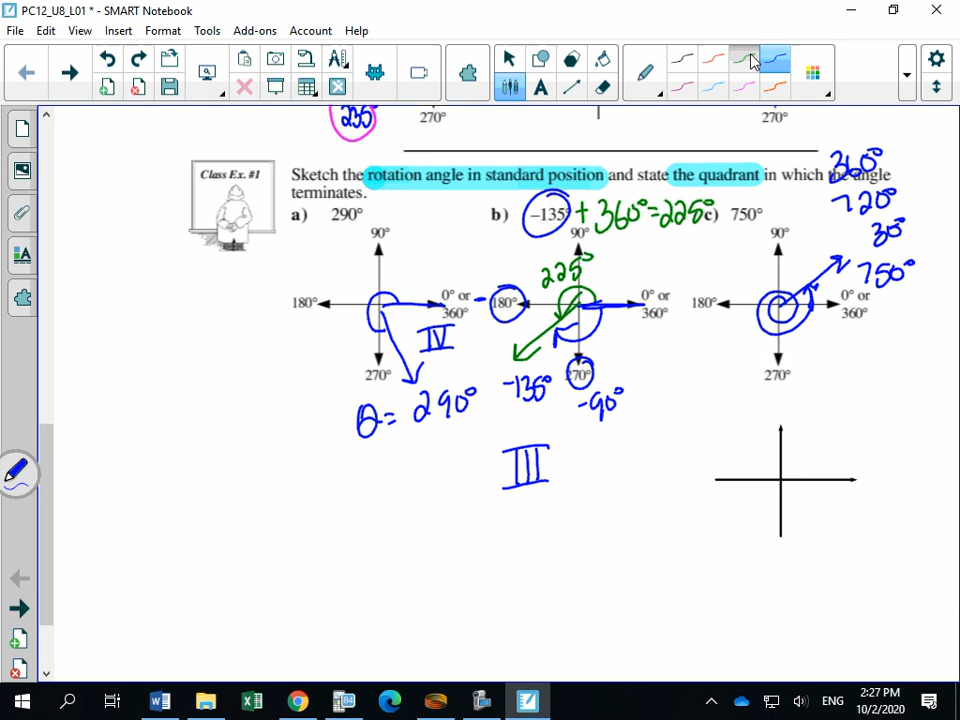 PC12_U8_L01 * - SMART Notebook
File Edit View Insert Format Tools Add-ons Account Help
235°
270°
270°
Class Ex. #1
Sketch the rotation angle in standard position and state the quadrant in which the angle
terminates.
360°
720°
30°
750°
a) 290°
b) -135° + 360° = 225°
c) 750°
90°
180°
0° or
360°
270°
IV
θ = 290°
90°
225°
- 180°
0° or
360°
270°
-135°
-90°
III
90°
180°
0° or
360°
270°
ENG
2:27 PM
10/2/2020